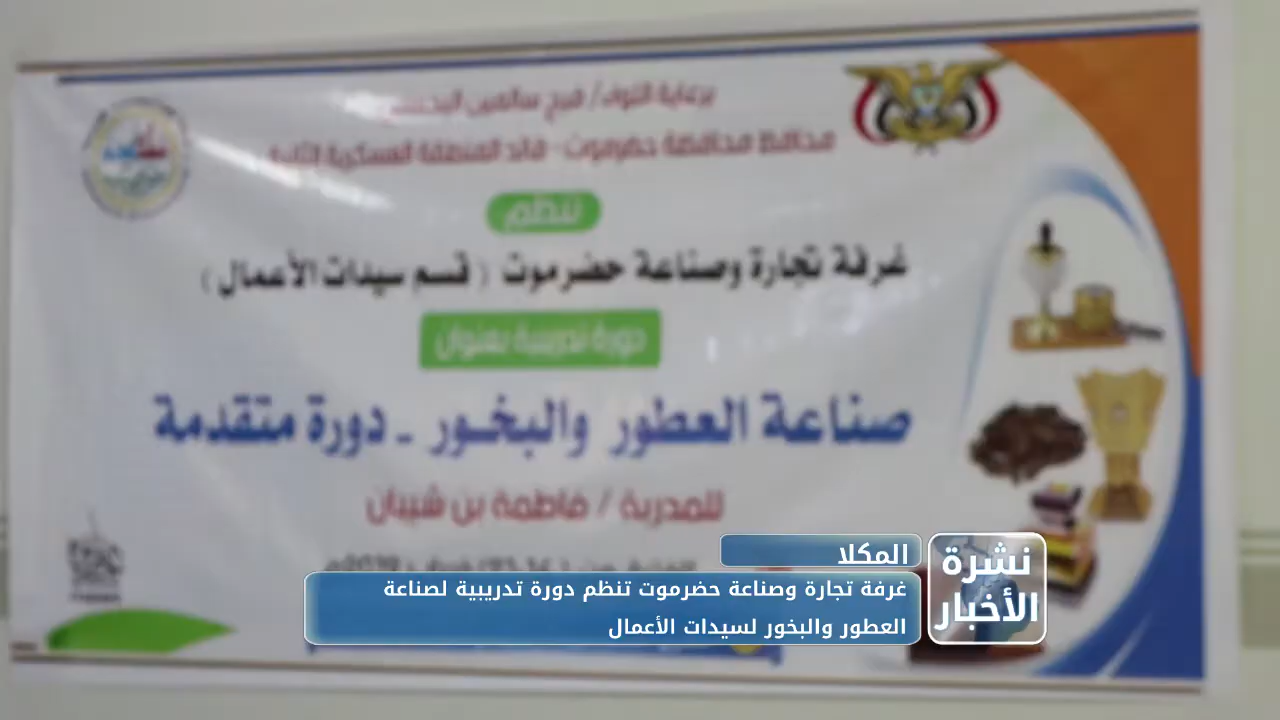 برعاية اللواء/ فرج سالمين البحسني
محافظ محافظة حضرموت - قائد المنطقة العسكرية الثانية
تنظم
غرفة تجارة وصناعة حضرموت ( قسم سيدات الأعمال )
دورة تدريبية بعنوان
صناعة العطور والبخور - دورة متقدمة
للمدربة / فاطمة بن شيبان
المكلا
غرفة تجارة وصناعة حضرموت تنظم دورة تدريبية لصناعة
العطور والبخور لسيدات الأعمال
نشرة
الأخبار